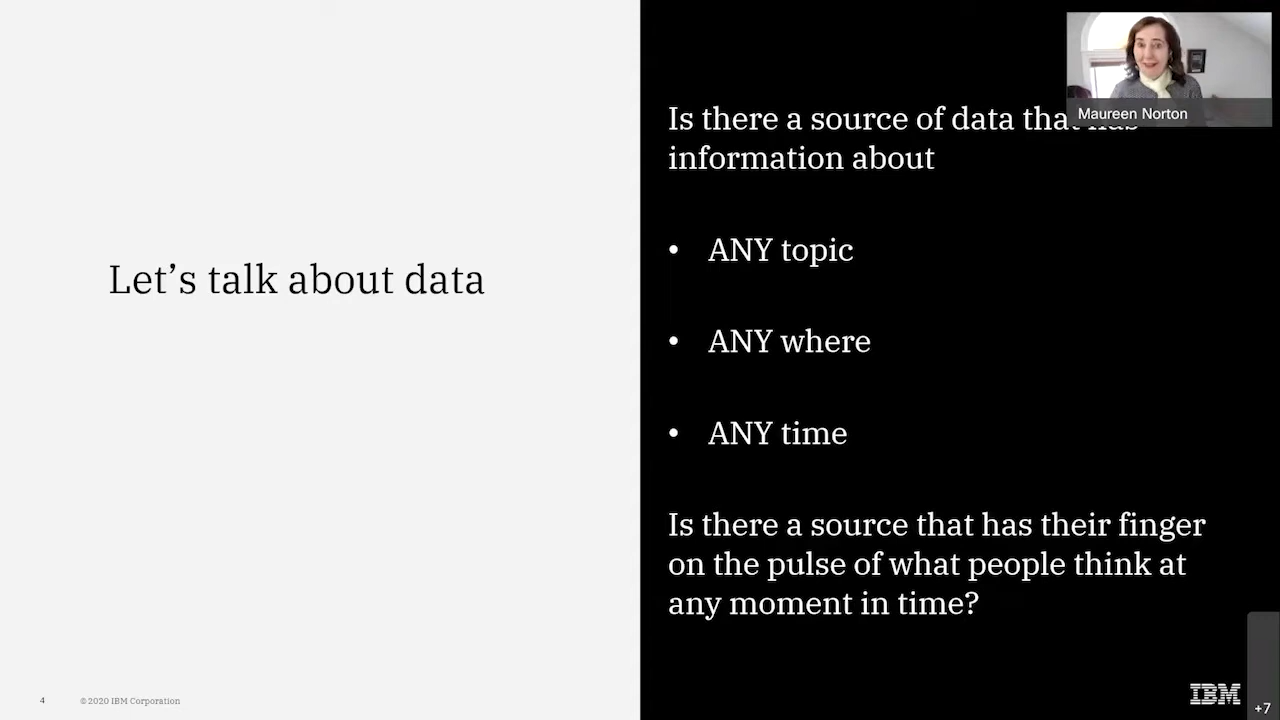 Let's talk about data
Is there a source of data that has
information about
• ANY topic
• ANY where
• ANY time
Is there a source that has their finger
on the pulse of what people think at
any moment in time?
Maureen Norton
4
© 2020 IBM Corporation
IBM
+7